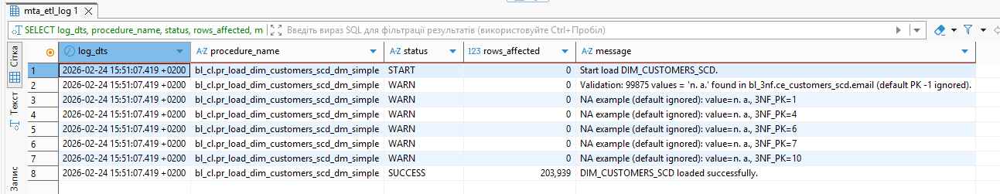 mta_etl_log 1
SELECT log_dts, procedure_name, status, rows_affected, m Введіть вираз SQL для фільтрації результатів (використовуйте Ctrl+Пробіл)
Сітка
Текст
Запис
log_dts A-Z procedure_name A-Z status 123 rows_affected A-Z message
1 2026-02-24 15:51:07.419 +0200 bl_cl.pr_load_dim_customers_scd_dm_simple START 0 Start load DIM_CUSTOMERS_SCD.
2 2026-02-24 15:51:07.419 +0200 bl_cl.pr_load_dim_customers_scd_dm_simple WARN 0 Validation: 99875 values = 'n. a.' found in bl_3nf.ce_customers_scd.email (default PK -1 ignored).
3 2026-02-24 15:51:07.419 +0200 bl_cl.pr_load_dim_customers_scd_dm_simple WARN 0 NA example (default ignored): value=n. a., 3NF_PK=1
4 2026-02-24 15:51:07.419 +0200 bl_cl.pr_load_dim_customers_scd_dm_simple WARN 0 NA example (default ignored): value=n. a., 3NF_PK=4
5 2026-02-24 15:51:07.419 +0200 bl_cl.pr_load_dim_customers_scd_dm_simple WARN 0 NA example (default ignored): value=n. a., 3NF_PK=6
6 2026-02-24 15:51:07.419 +0200 bl_cl.pr_load_dim_customers_scd_dm_simple WARN 0 NA example (default ignored): value=n. a., 3NF_PK=7
7 2026-02-24 15:51:07.419 +0200 bl_cl.pr_load_dim_customers_scd_dm_simple WARN 0 NA example (default ignored): value=n. a., 3NF_PK=10
8 2026-02-24 15:51:07.419 +0200 bl_cl.pr_load_dim_customers_scd_dm_simple SUCCESS 203,939 DIM_CUSTOMERS_SCD loaded successfully.